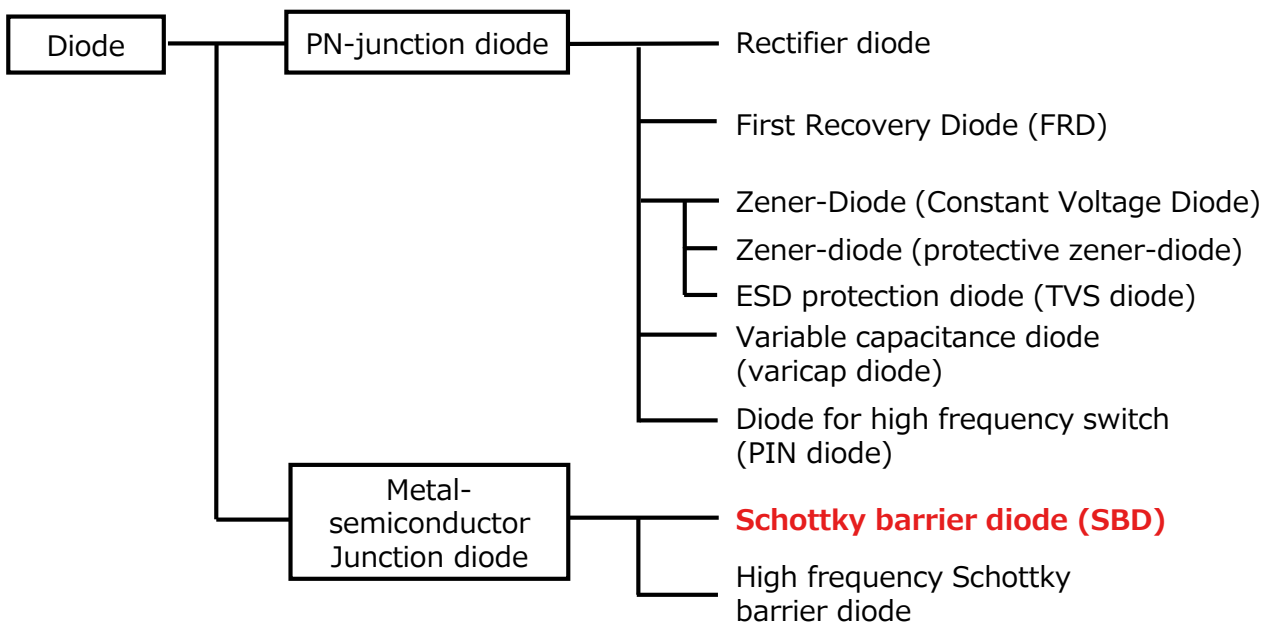 Diode
PN-junction diode
Rectifier diode
First Recovery Diode (FRD)
Zener-Diode (Constant Voltage Diode)
Zener-diode (protective zener-diode)
ESD protection diode (TVS diode)
Variable capacitance diode
(varicap diode)
Diode for high frequency switch
(PIN diode)
Metal-
semiconductor
Junction diode
Schottky barrier diode (SBD)
High frequency Schottky
barrier diode